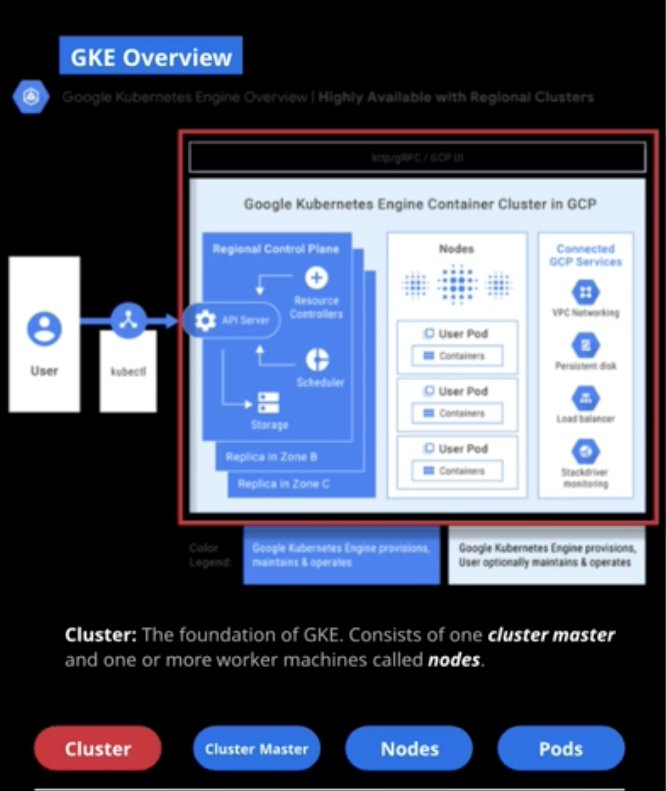 GKE Overview
Google Kubernetes Engine Overview | Highly Available with Regional Clusters
http/gRPC / GCP UI
Google Kubernetes Engine Container Cluster in GCP
Regional Control Plane
Resource
Controllers
API Server
Scheduler
Storage
Replica in Zone B
Replica in Zone C
Nodes
User Pod
Containers
User Pod
Containers
User Pod
Containers
Connected
GCP Services
VPC Networking
Persistent disk
Load balancer
Stackdriver
monitoring
User
kubectl
Color
Legend:
Google Kubernetes Engine provisions,
maintains & operates
Google Kubernetes Engine provisions,
User optionally maintains & operates
Cluster: The foundation of GKE. Consists of one cluster master
and one or more worker machines called nodes.
Cluster
Cluster Master
Nodes
Pods